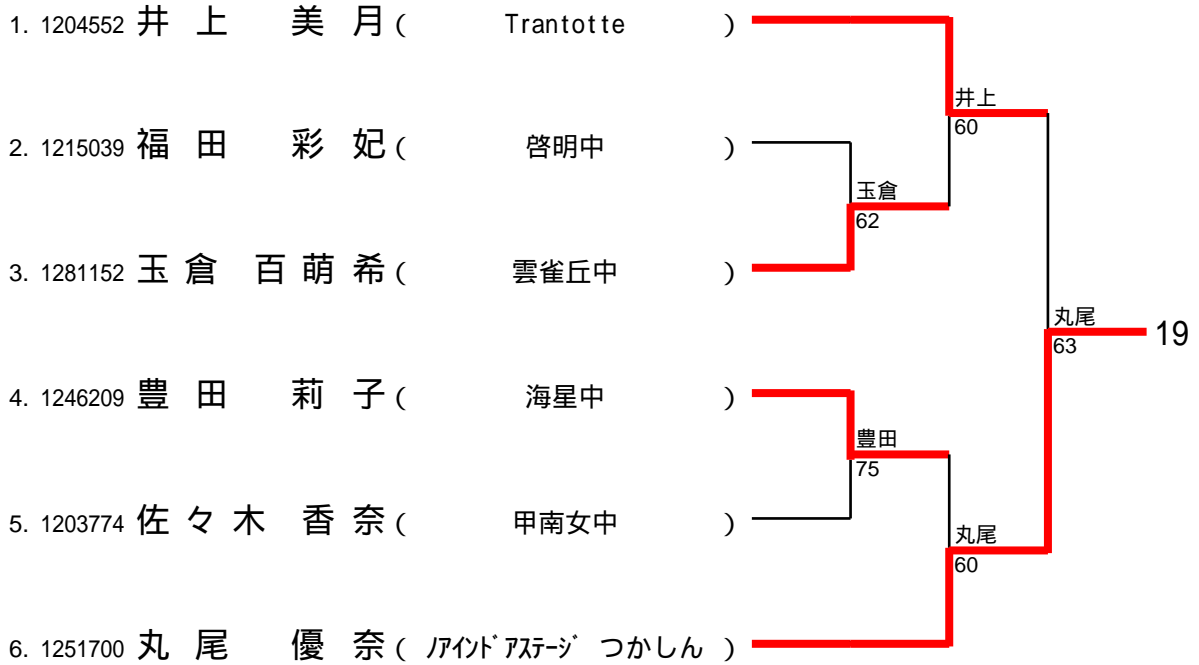 1. 1204552 井上 美月 ( Trantotte )
井上
60
2. 1215039 福田 彩妃 ( 啓明中 )
玉倉
62
3. 1281152 玉倉 百萌希 ( 雲雀丘中 )
丸尾
63
19
4. 1246209 豊田 莉子 ( 海星中 )
豊田
75
5. 1203774 佐々木 香奈 ( 甲南女中 )
丸尾
60
6. 1251700 丸尾 優奈 ( ﾉｱｲﾝﾄﾞｱｽﾃｰｼﾞ つかしん )